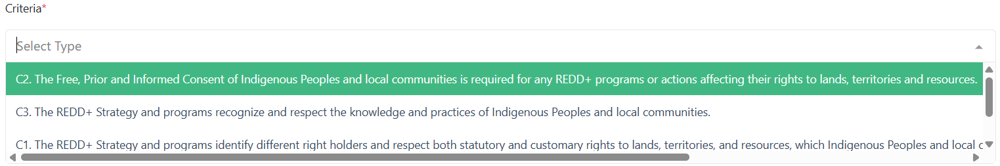 Criteria*
Select Type
C2. The Free, Prior and Informed Consent of Indigenous Peoples and local communities is required for any REDD+ programs or actions affecting their rights to lands, territories and resources.
C3. The REDD+ Strategy and programs recognize and respect the knowledge and practices of Indigenous Peoples and local communities.
C1. The REDD+ Strategy and programs identify different right holders and respect both statutory and customary rights to lands, territories, and resources, which Indigenous Peoples and local c